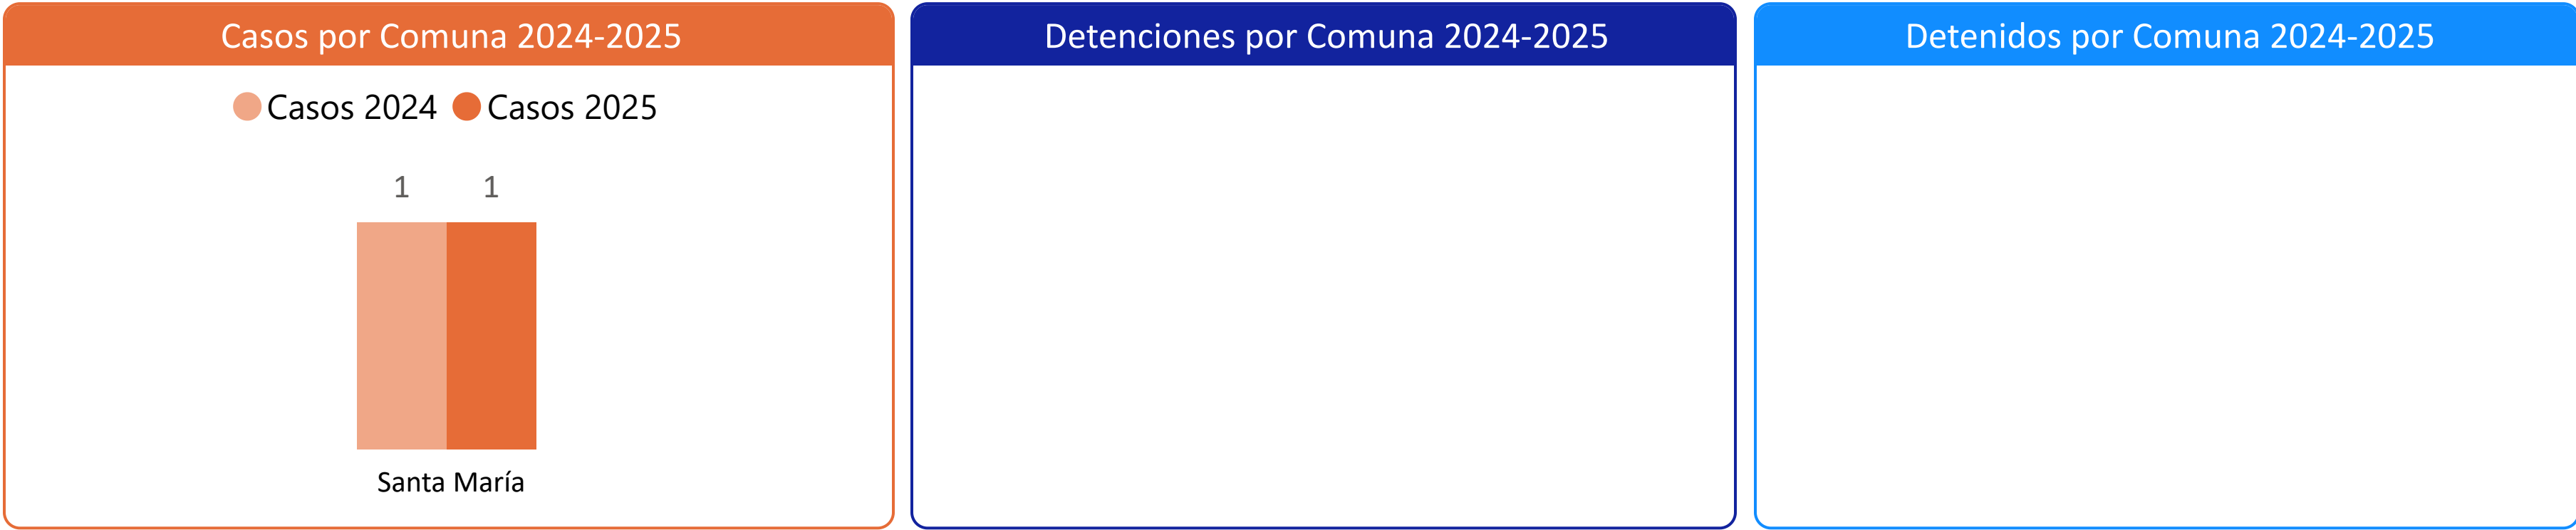 Casos por Comuna 2024-2025
Casos 2024 Casos 2025
1 1
Santa María
Detenciones por Comuna 2024-2025
Detenidos por Comuna 2024-2025